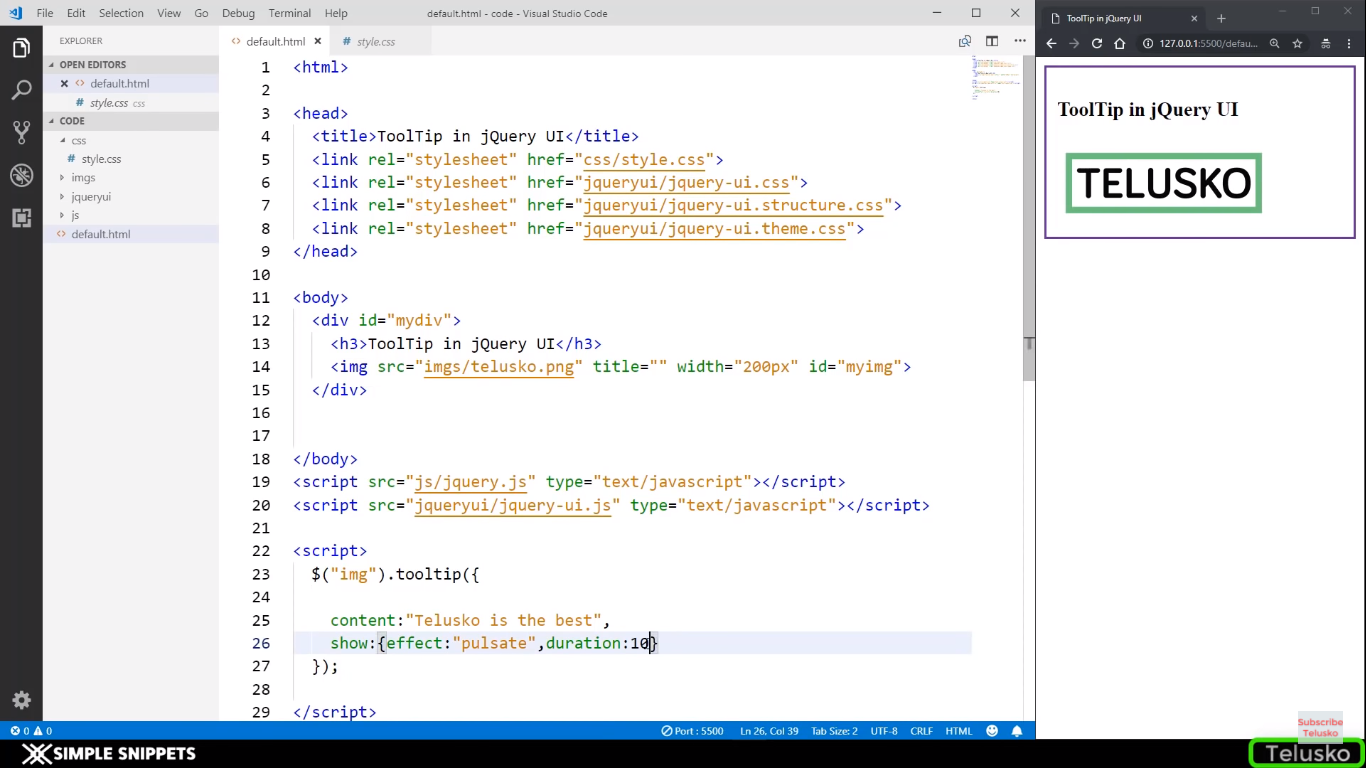 File Edit Selection View Go Debug Terminal Help default.html - code - Visual Studio Code
EXPLORER
OPEN EDITORS
default.html
style.css css
CODE
css
style.css
imgs
jqueryui
js
default.html
default.html style.css
1 <html>
2
3 <head>
4 <title>ToolTip in jQuery UI</title>
5 <link rel="stylesheet" href="css/style.css">
6 <link rel="stylesheet" href="jqueryui/jquery-ui.css">
7 <link rel="stylesheet" href="jqueryui/jquery-ui.structure.css">
8 <link rel="stylesheet" href="jqueryui/jquery-ui.theme.css">
9 </head>
10
11 <body>
12 <div id="mydiv">
13 <h3>ToolTip in jQuery UI</h3>
14 <img src="imgs/telusko.png" title="" width="200px" id="myimg">
15 </div>
16
17
18 </body>
19 <script src="js/jquery.js" type="text/javascript"></script>
20 <script src="jqueryui/jquery-ui.js" type="text/javascript"></script>
21
22 <script>
23 $("img").tooltip({
24
25 content:"Telusko is the best",
26 show:{effect:"pulsate",duration:10}
27 });
28
29 </script>
0 0 Port : 5500 Ln 26, Col 39 Tab Size: 2 UTF-8 CRLF HTML
ToolTip in jQuery UI
127.0.0.1:5500/defau...
ToolTip in jQuery UI
TELUSKO
Subscribe
Telusko
SIMPLE SNIPPETS
Telusko